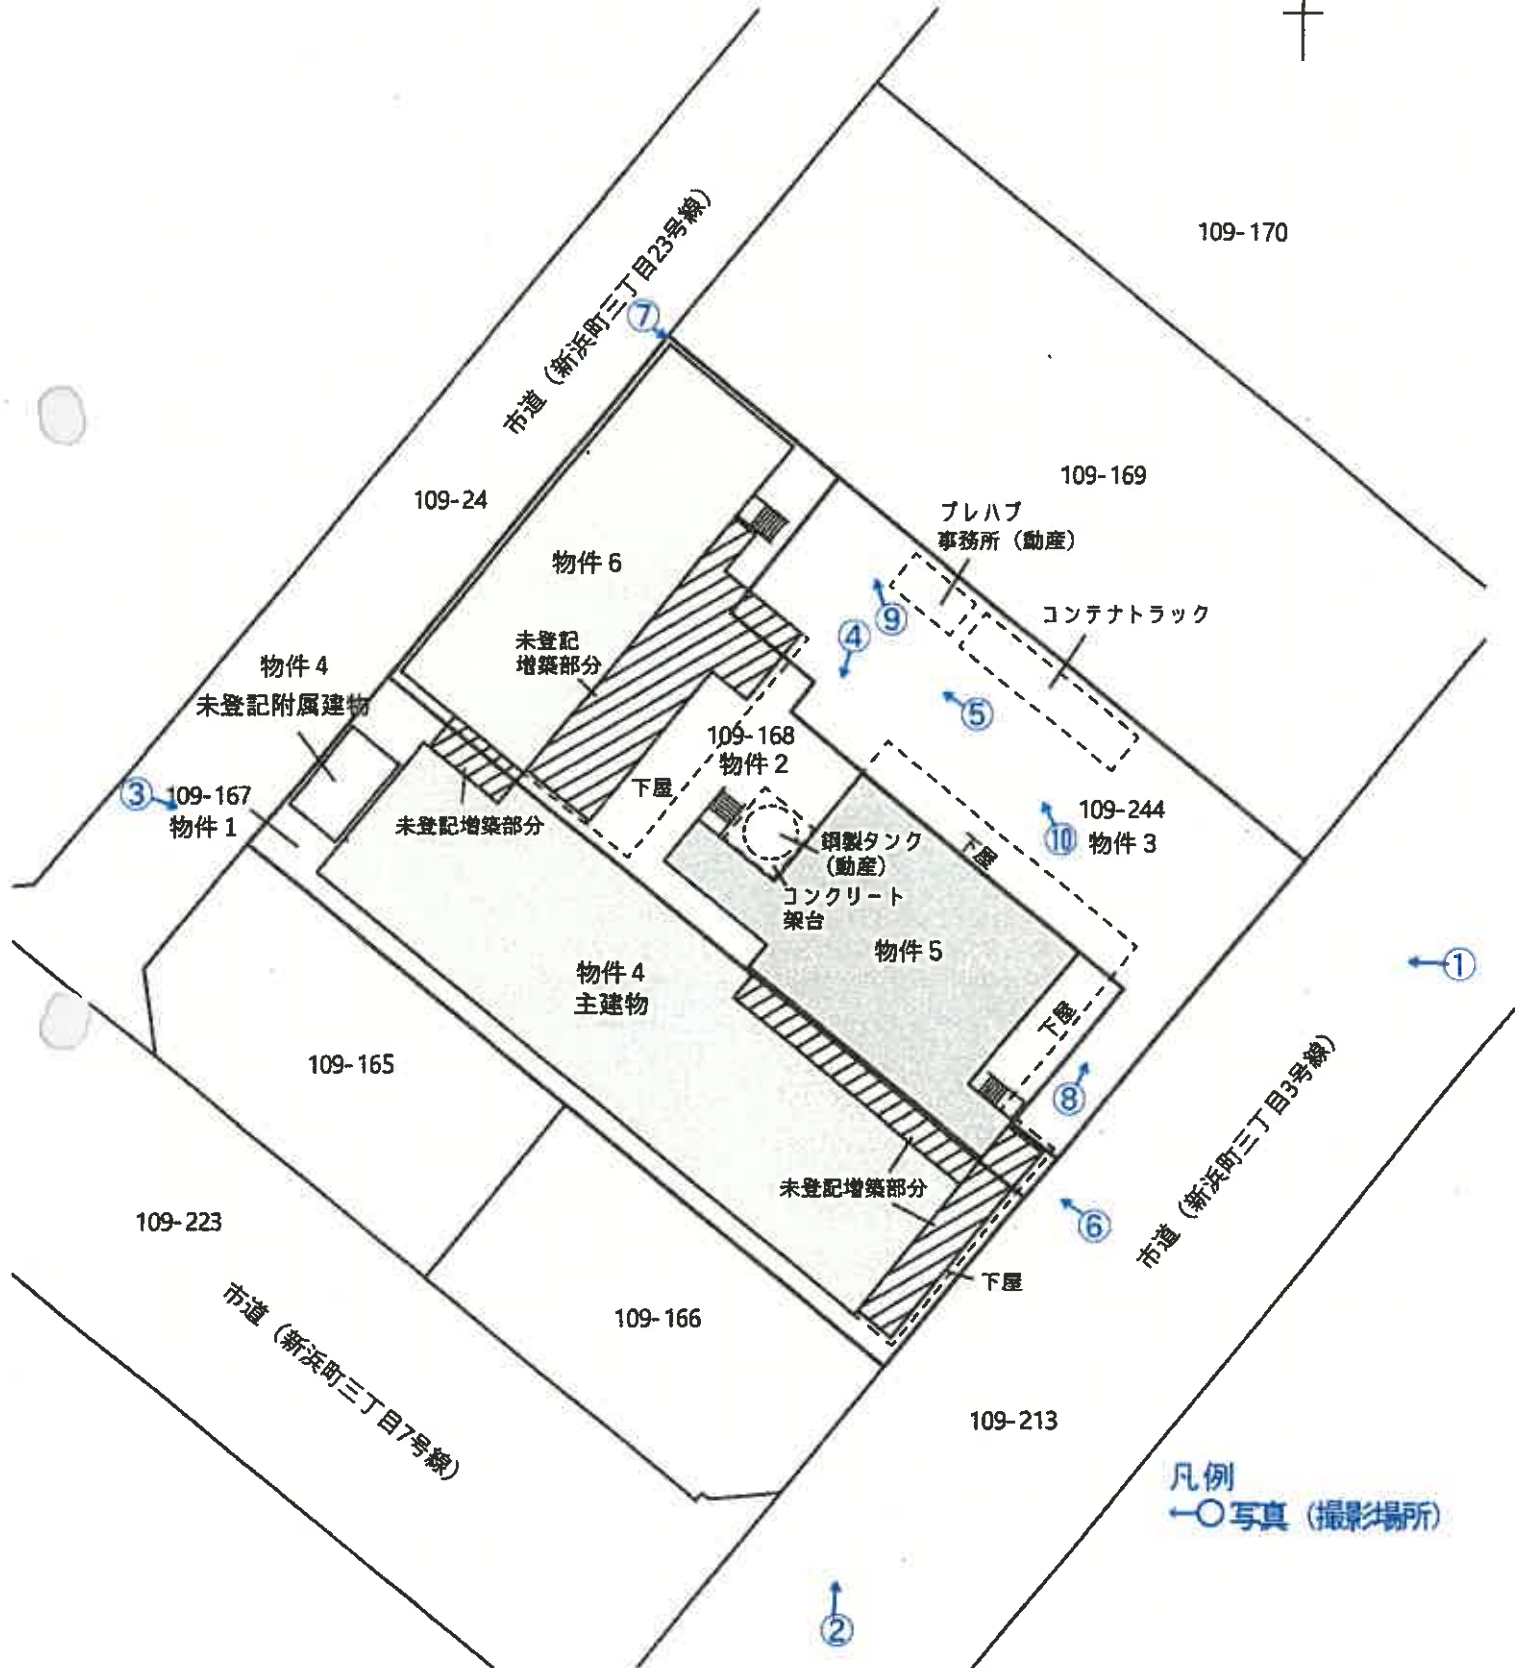 109-170
市道（新浜町三丁目23号線）
⑦
109-169
109-24
プレハブ
事務所（動産）
物件６
コンテナトラック
⑨
④
未登記
増築部分
物件４
未登記附属建物
⑤
109-168
物件２
下屋
③
109-167
物件１
未登記増築部分
109-244
物件３
⑩
鋼製タンク
（動産）
下屋
コンクリート
架台
物件５
物件４
主建物
①
下屋
109-165
⑧
市道（新浜町三丁目3号線）
未登記増築部分
109-223
⑥
下屋
市道（新浜町三丁目7号線）
109-166
109-213
凡例
←○写真（撮影場所）
②